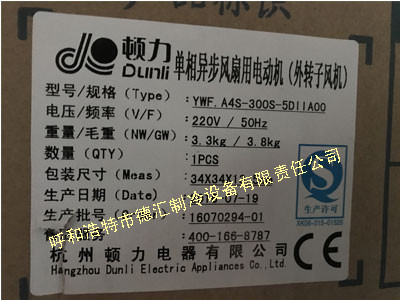 顿力
Dunli
单相异步风扇用电动机（外转子风机）
型号/规格（Type）： YWF.A4S-300S-5DIIA00
电压/频率（V/F）： 220V / 50Hz
重量/毛重（NW/GW）： 3.3kg / 3.8kg
数量（QTY）： 1PCS
包装尺寸（Meas） 34X34X1
生产日期（Date） 07-19
生产批号 16070294-01
400-166-8787
呼和浩特市德汇制冷设备有限责任公司
杭州顿力电器有限公司
Hangzhou Dunli Electric Appliances CO.,LTD
生产许可